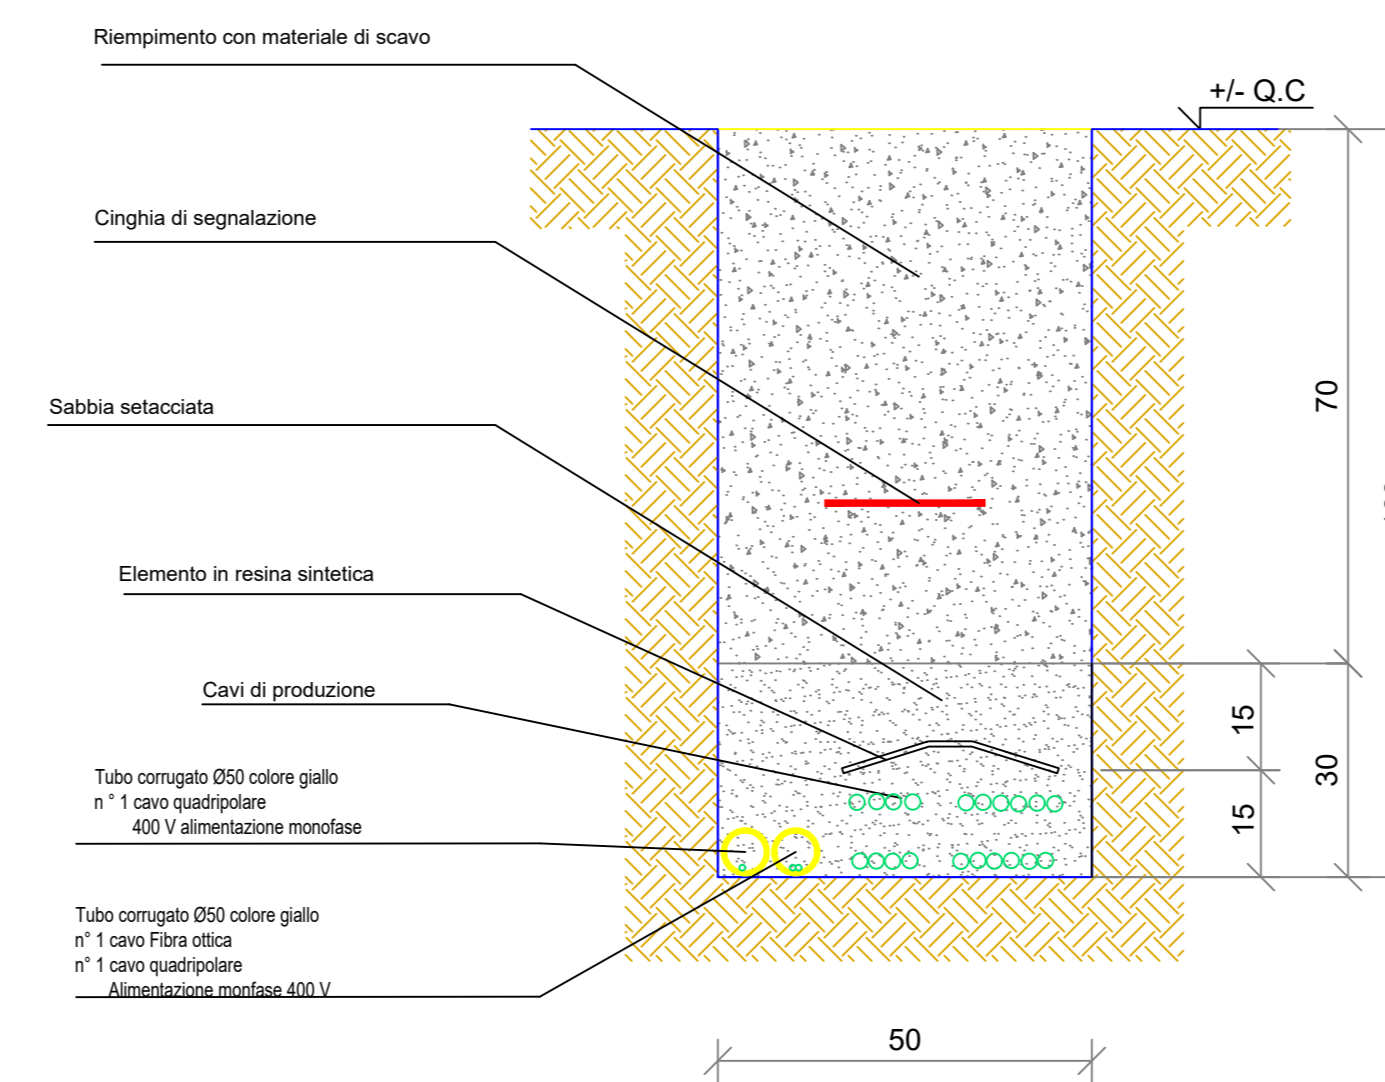 Riempimento con materiale di scavo
+/- Q.C
Cinghia di segnalazione
70
Sabbia setacciata
Elemento in resina sintetica
Cavi di produzione
15
30
15
Tubo corrugato Ø50 colore giallo
n ° 1 cavo quadripolare
400 V alimentazione monofase
Tubo corrugato Ø50 colore giallo
n° 1 cavo Fibra ottica
n° 1 cavo quadripolare
Alimentazione monfase 400 V
50